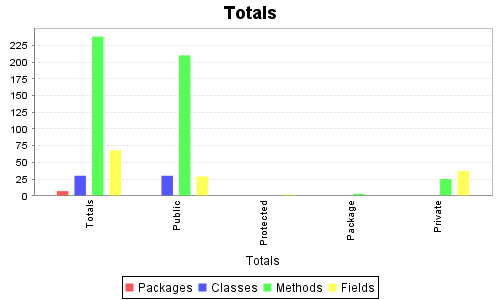 Totals
225
200
175
150
125
100
75
50
25
0
Totals
Public
Protected
Package
Private
Totals
Packages Classes Methods Fields